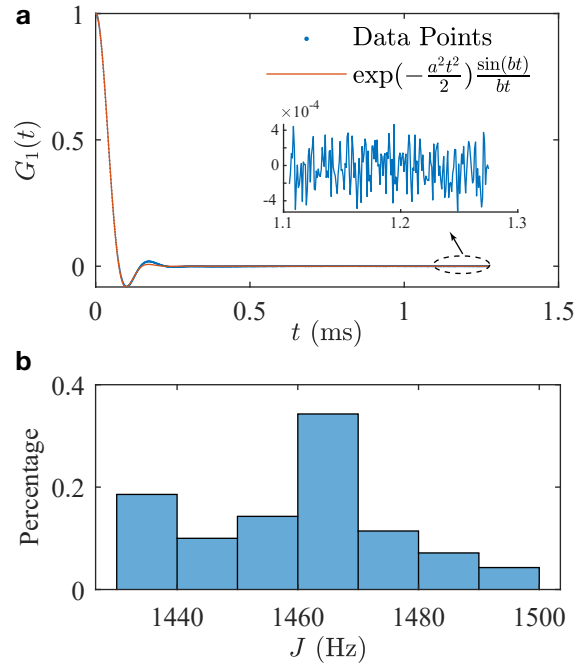 a
1
0.5
0
G₁(t)
Data Points
exp(−a²t²/2) sin(bt)/bt
×10⁻⁴
4
0
-4
1.1
1.2
1.3
0
0.5
1
1.5
t (ms)
b
0.4
0.2
0
Percentage
1440
1460
1480
1500
J (Hz)